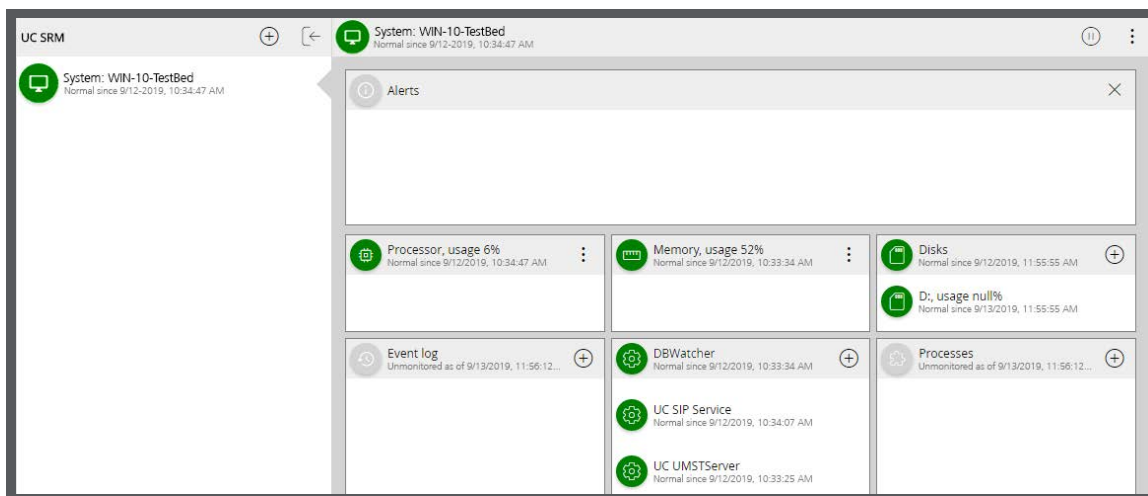 UC SRM
System: WIN-10-TestBed
Normal since 9/12-2019, 10:34:47 AM
System: WIN-10-TestBed
Normal since 9/12-2019, 10:34:47 AM
Alerts
Processor, usage 6%
Normal since 9/12/2019, 10:34:47 AM
Memory, usage 52%
Normal since 9/12/2019, 10:33:34 AM
Disks
Normal since 9/12/2019, 11:55:55 AM
D:, usage null%
Normal since 9/13/2019, 11:55:55 AM
Event log
Unmonitored as of 9/13/2019, 11:56:12...
DBWatcher
Normal since 9/12/2019, 10:33:34 AM
UC SIP Service
Normal since 9/12/2019, 10:34:07 AM
UC UMSTServer
Normal since 9/12/2019, 10:33:25 AM
Processes
Unmonitored as of 9/13/2019, 11:56:12...